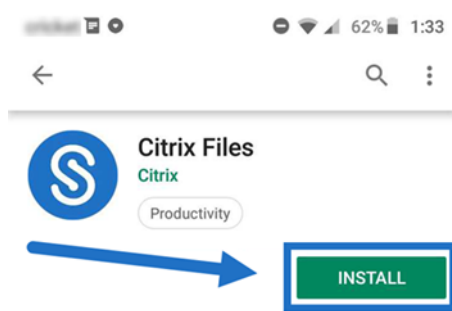 62% 1:33
Citrix Files
Citrix
Productivity
INSTALL